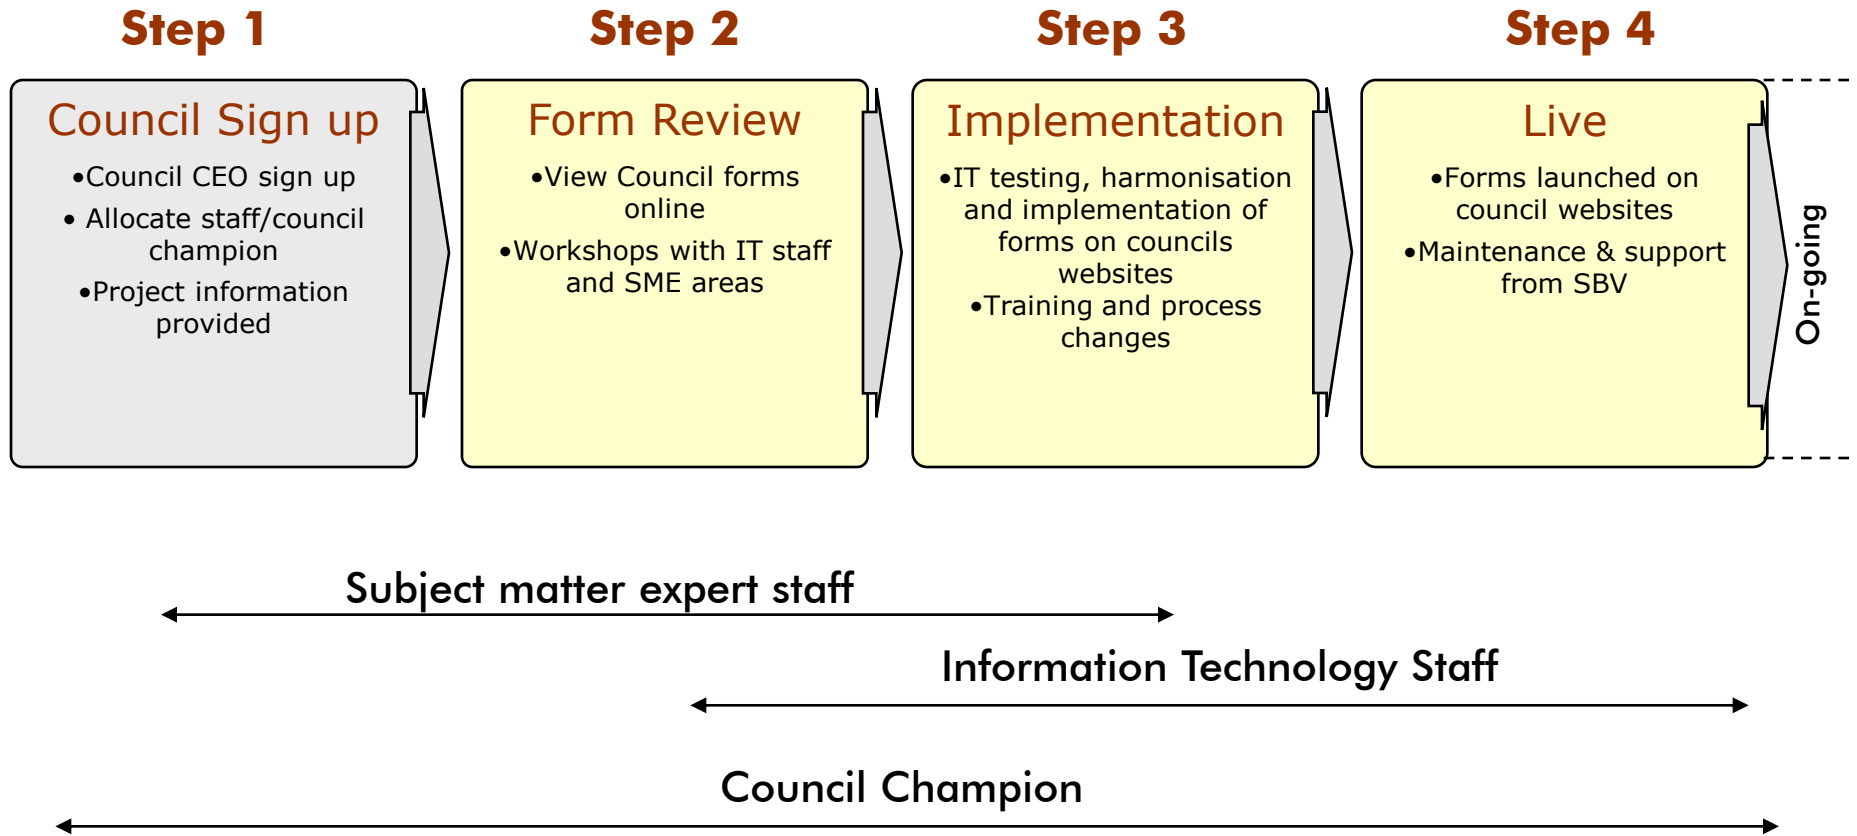 Step 1
Step 2
Step 3
Step 4
Council Sign up
•Council CEO sign up
• Allocate staff/council
champion
•Project information
provided
Form Review
•View Council forms
online
•Workshops with IT staff
and SME areas
Implementation
•IT testing, harmonisation
and implementation of
forms on councils
websites
•Training and process
changes
Live
•Forms launched on
council websites
•Maintenance & support
from SBV
On-going
Subject matter expert staff
Information Technology Staff
Council Champion